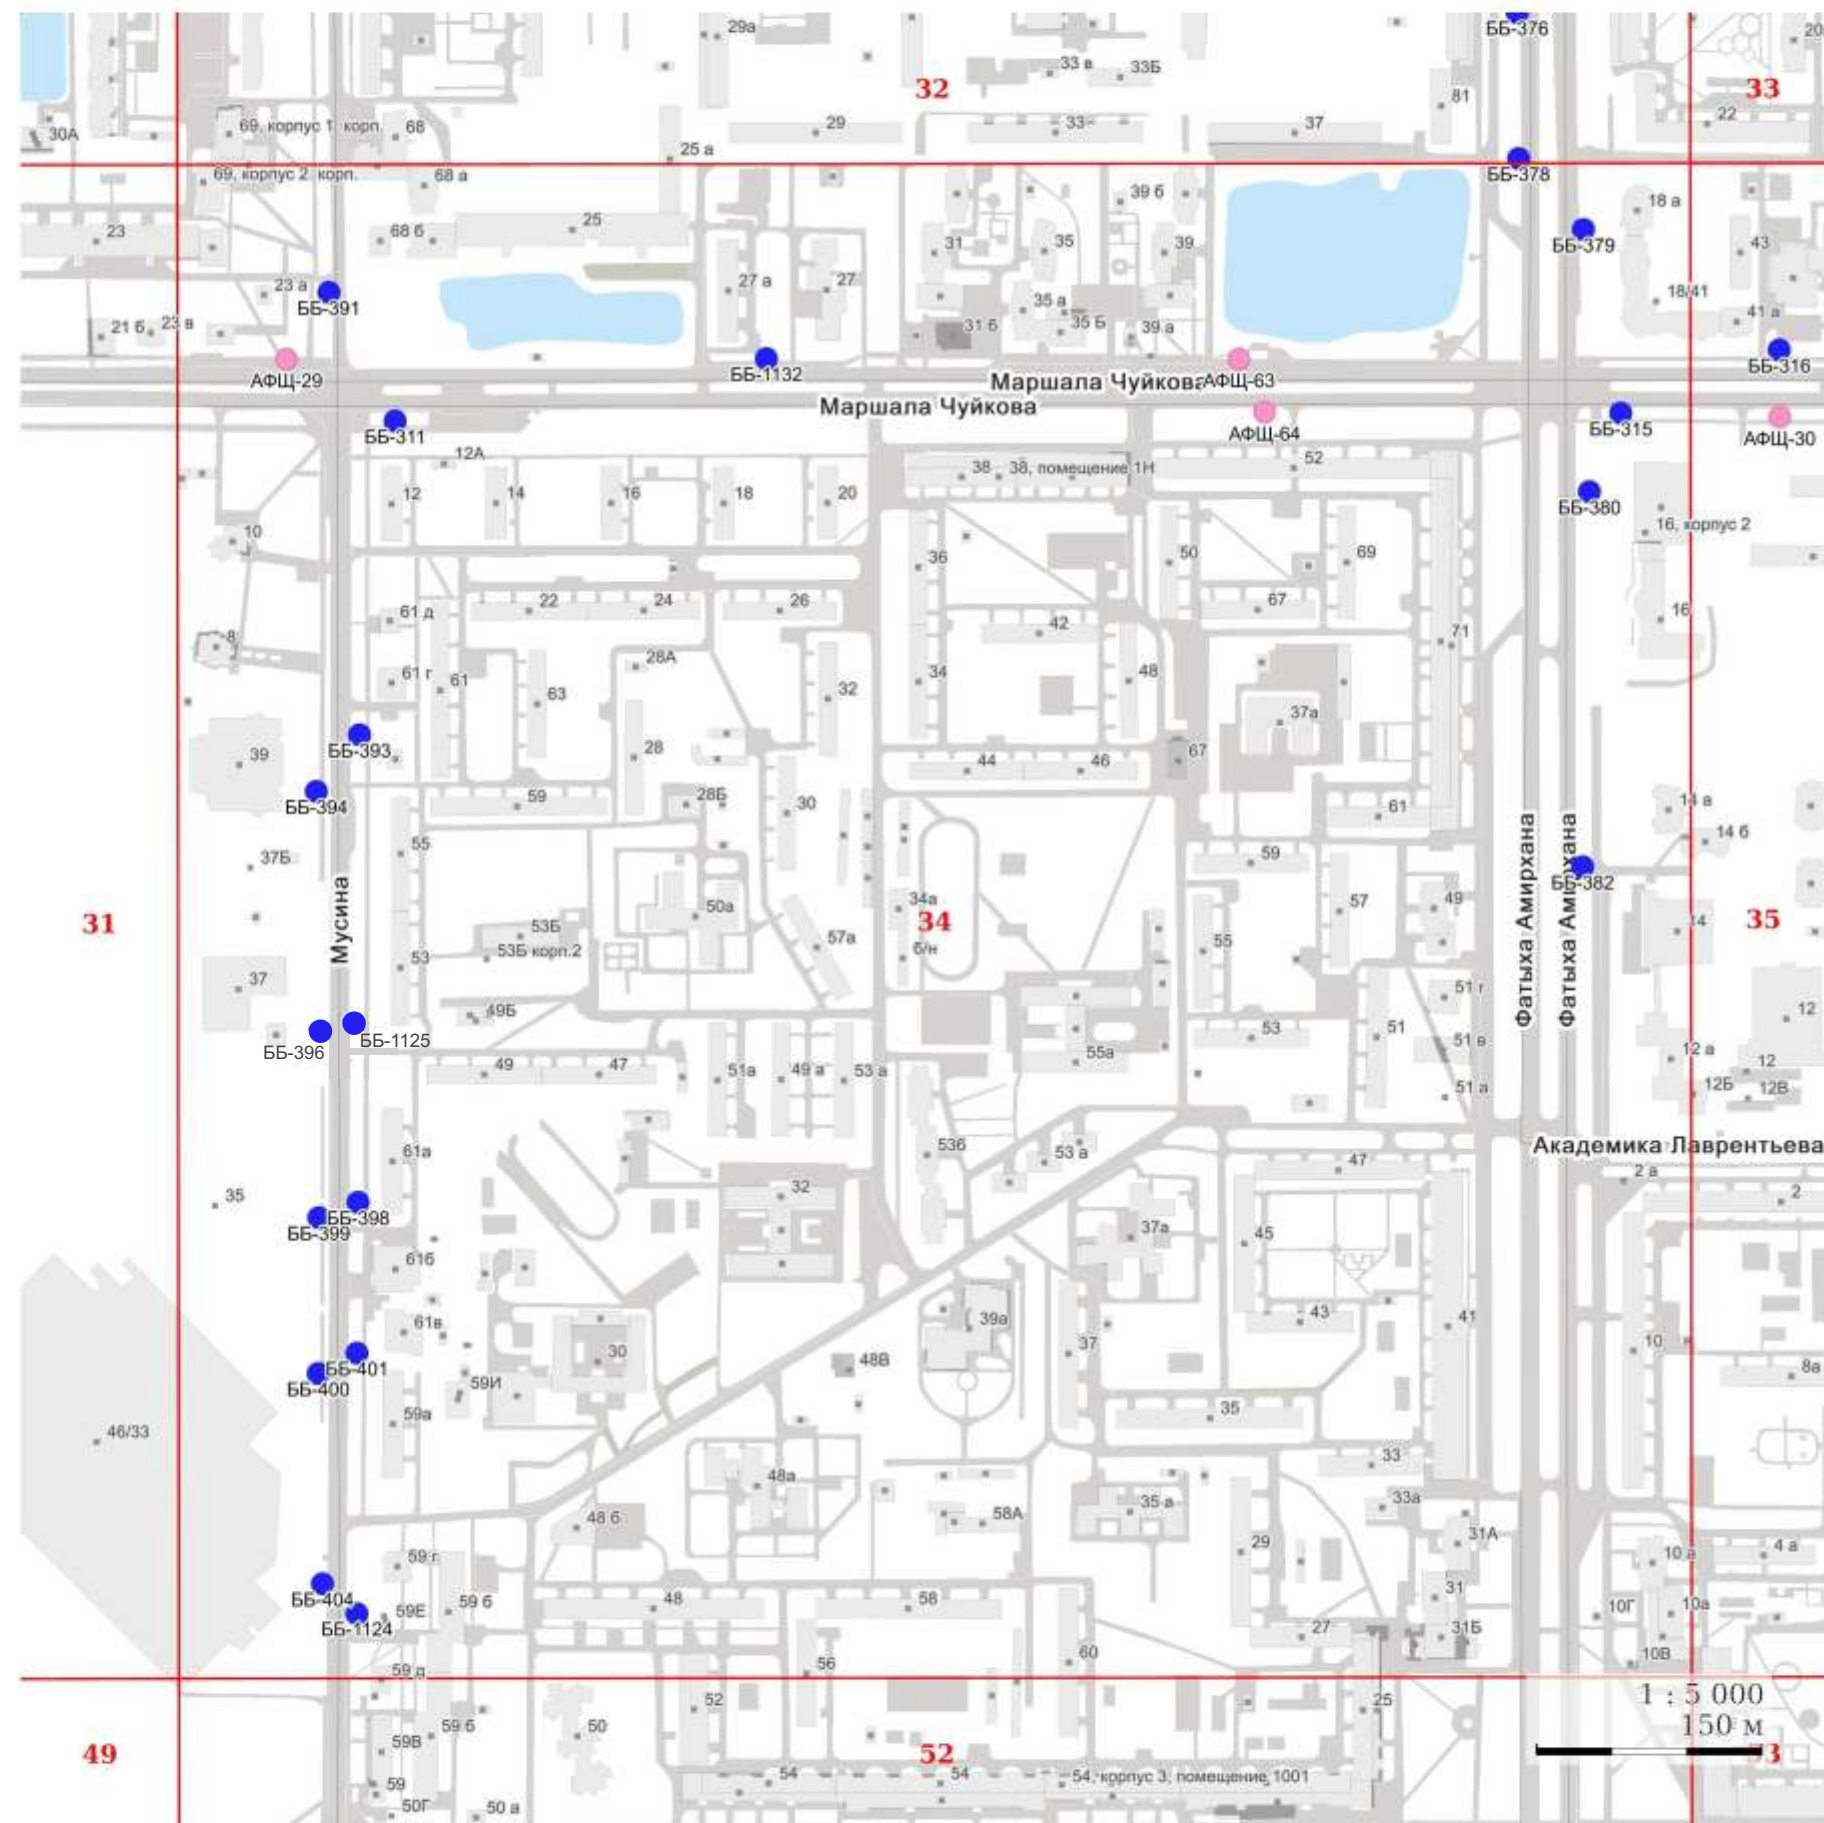 ББ-376
29а
32
33 в
33Б
81
33
20
22
30А
69, корпус 1, корп.
68
29
33
37
25 а
69, корпус 2, корп.
68 а
ББ-378
39 б
18 а
23
68 б
25
31
35
39
ББ-379
43
23 а
ББ-391
27 а
27
35 а
18/41
41 а
21 б
23 в
31 б
35 Б
39 а
ББ-316
АФЩ-29
ББ-1132
Маршала Чуйкова
АФЩ-63
Маршала Чуйкова
ББ-311
АФЩ-64
ББ-315
АФЩ-30
12А
38
38, помещение 1Н
52
12
14
16
18
20
ББ-380
16, корпус 2
10
36
50
69
61 д
22
24
26
42
67
16
8
71
28А
61 г
61
63
32
34
48
37а
ББ-393
39
28
44
46
67
ББ-394
59
28Б
30
61
14 в
14 б
37Б
55
59
Фатыха Амирхана
Фатыха Амирхана
ББ-382
Мусина
50а
34а
57
49
31
34
14
35
53Б
57а
б/н
55
53Б корп.2
53
37
51 г
49Б
12
ББ-396
ББ-1125
53
51
51 в
55а
12 а
12
49
47
51а
49 а
53 а
51 а
12Б
12В
Академика Лаврентьева
61а
53б
53 а
47
2 а
35
32
2
ББ-398
ББ-399
37а
45
61б
39а
43
41
61в
37
10
30
48В
8а
ББ-401
ББ-400
59И
59а
35
46/33
33
48а
33а
48 б
58А
35 а
31А
59 г
29
10 а
4 а
ББ-404
59Е
59 б
48
58
31
10Г
10а
ББ-1124
27
31Б
56
60
10В
59 д
1 : 5 000
52
25
150 м
59 б
50
59В
49
52
53
59
54
54
54, корпус 3, помещение 1001
50Г
50 а